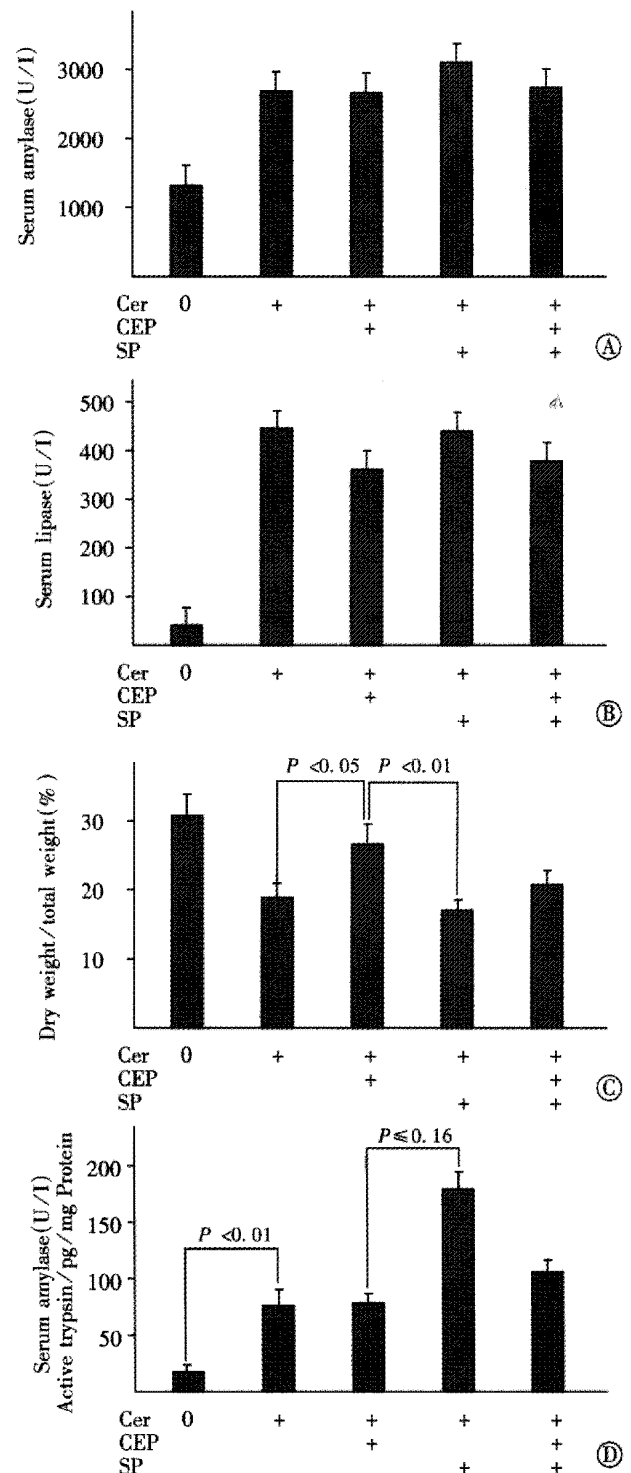 Serum amylase(U/I)
3000
2000
1000
Cer 0 + + + +
CEP + +
SP + +
A
Serum lipase(U/I)
500
400
300
200
100
Cer 0 + + + +
CEP + +
SP + +
B
Dry weight/total weight(%)
P <0.05 P <0.01
30
20
10
Cer 0 + + + +
CEP + +
SP + +
C
Serum amylase(U/I)
Active trypsin/pg/mg Protein
P≤0.16
200
150
P <0.01
100
50
Cer 0 + + + +
CEP + +
SP + +
D